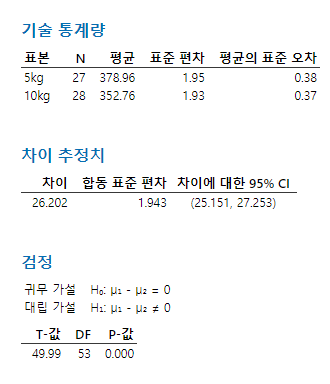 기술 통계량
표본 N 평균 표준 편차 평균의 표준 오차
5kg 27 378.96 1.95 0.38
10kg 28 352.76 1.93 0.37
차이 추정치
차이 합동 표준 편차 차이에 대한 95% CI
26.202 1.943 (25.151, 27.253)
검정
귀무 가설 H₀: μ₁ - µ₂ = 0
대립 가설 H₁: μ₁ - µ₂ ≠ 0
T-값 DF P-값
49.99 53 0.000